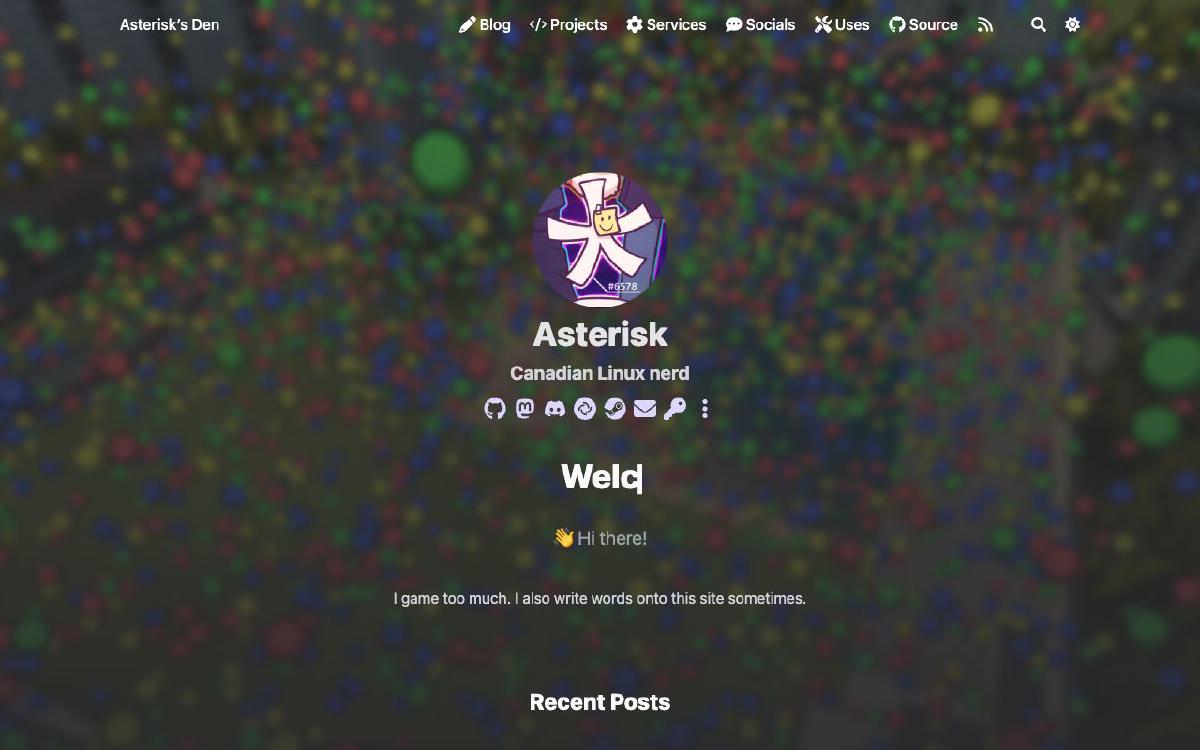 Asterisk's Den Blog Projects Services Socials Uses Source
#6578
Asterisk
Canadian Linux nerd
Welc
👋 Hi there!
I game too much. I also write words onto this site sometimes.
Recent Posts